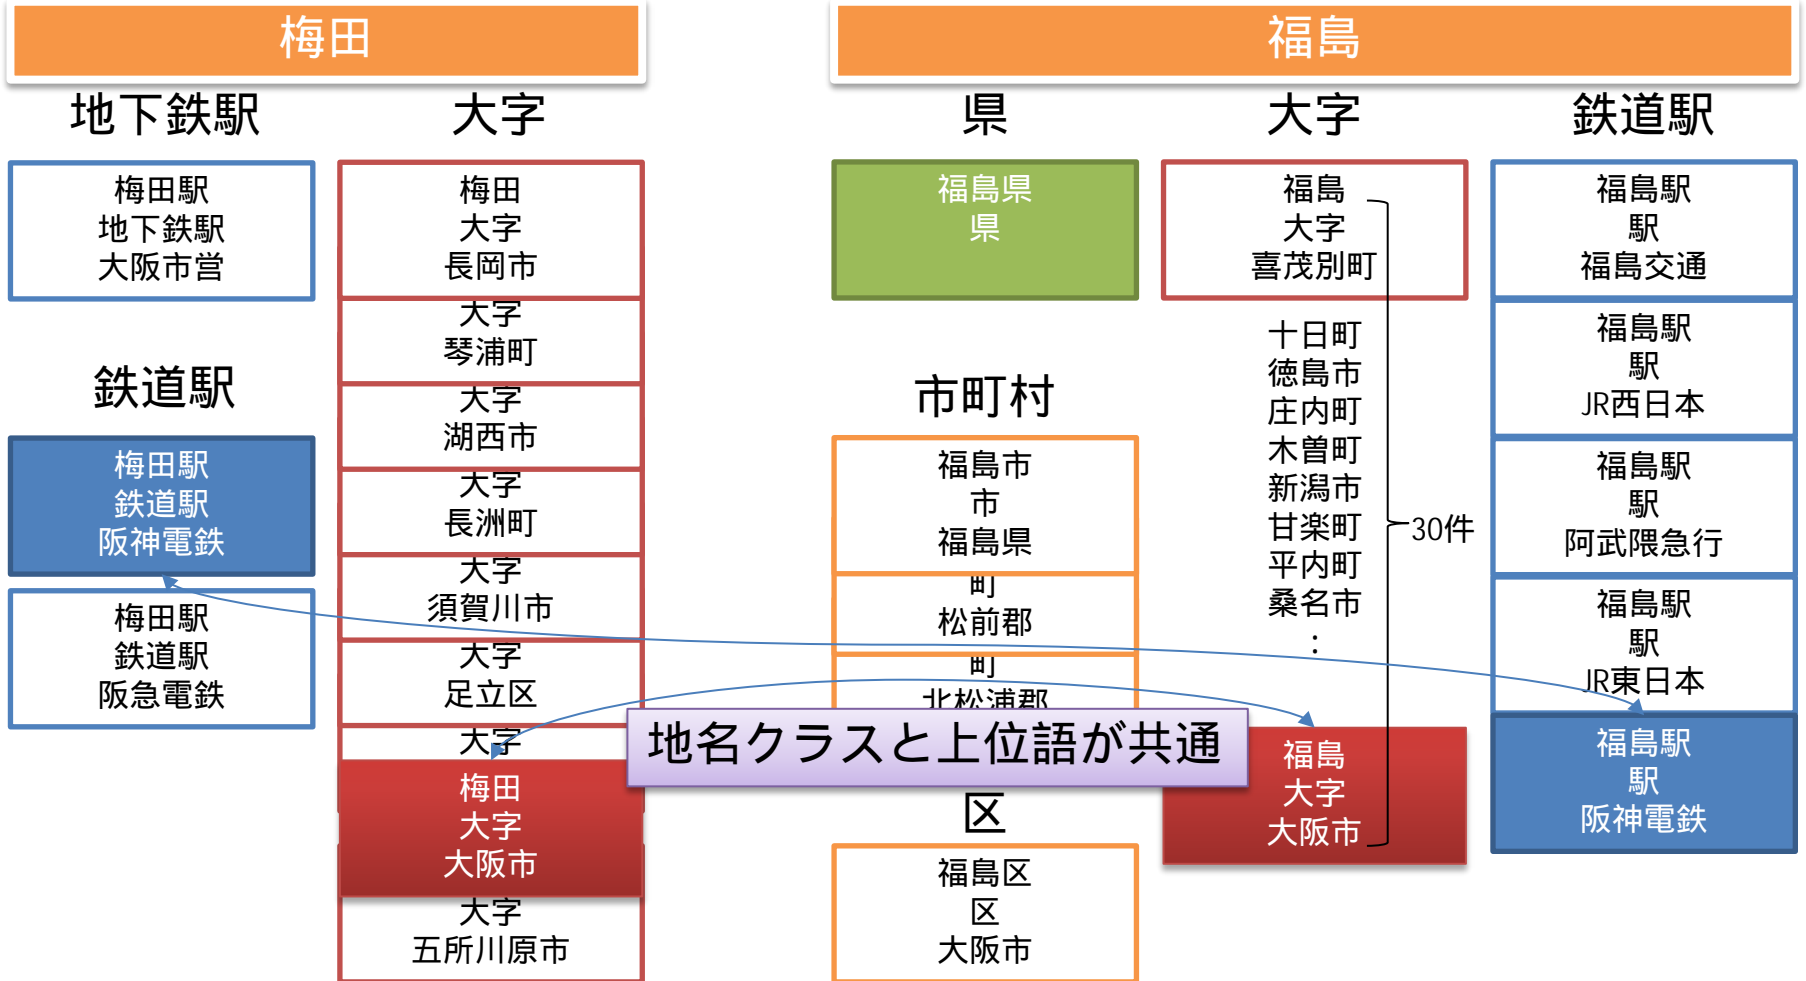 梅田
地下鉄駅
梅田駅
地下鉄駅
大阪市営
鉄道駅
梅田駅
鉄道駅
阪神電鉄
梅田駅
鉄道駅
阪急電鉄
大字
梅田
大字
長岡市
大字
琴浦町
大字
湖西市
大字
長洲町
大字
須賀川市
大字
足立区
大字
梅田
大字
大阪市
大字
五所川原市
福島
県
福島県
県
市町村
福島市
市
福島県
町
松前郡
町
北松浦郡
地名クラスと上位語が共通
区
福島区
区
大阪市
大字
福島
大字
喜茂別町
十日町
徳島市
庄内町
木曽町
新潟市
甘楽町
平内町
桑名市
:
30件
福島
大字
大阪市
鉄道駅
福島駅
駅
福島交通
福島駅
駅
JR西日本
福島駅
駅
阿武隈急行
福島駅
駅
JR東日本
福島駅
駅
阪神電鉄